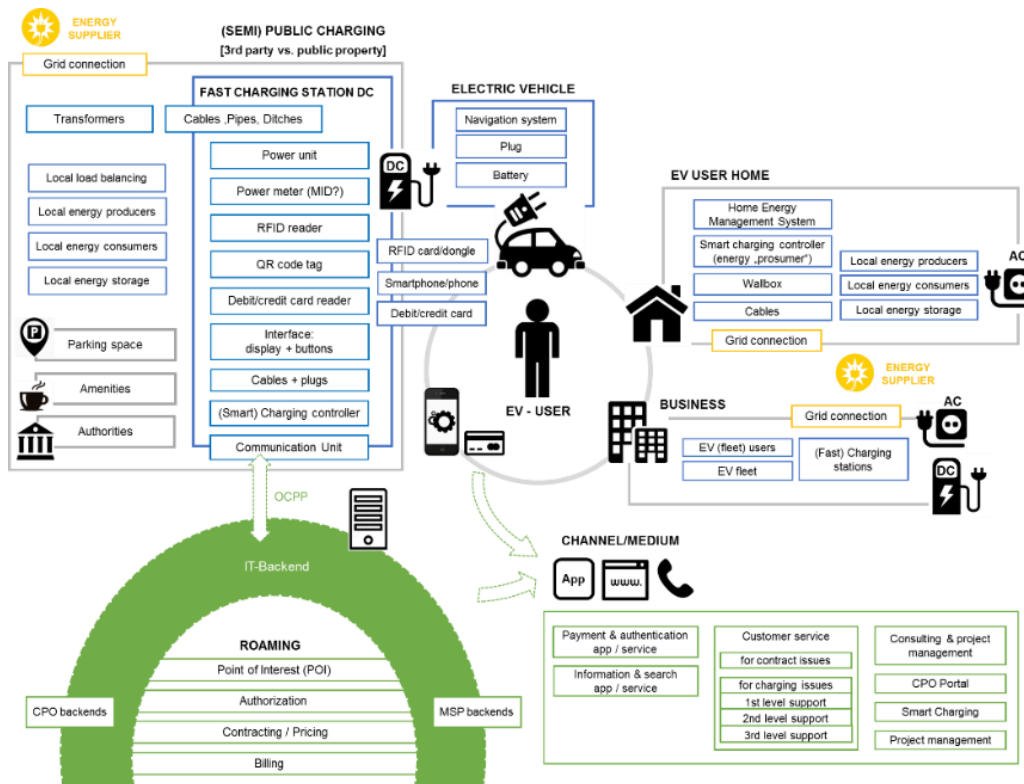 ENERGY
SUPPLIER
(SEMI) PUBLIC CHARGING
[3rd party vs. public property]
Grid connection
FAST CHARGING STATION DC
Transformers
Cables ,Pipes, Ditches
Power unit
Local load balancing
Power meter (MID?)
Local energy producers
RFID reader
Local energy consumers
QR code tag
Local energy storage
Debit/credit card reader
P
Parking space
Interface:
display + buttons
Amenities
Cables + plugs
Authorities
(Smart) Charging controller
Communication Unit
DC
ELECTRIC VEHICLE
Navigation system
Plug
Battery
RFID card/dongle
Smartphone/phone
Debit/credit card
EV - USER
EV USER HOME
Home Energy
Management System
Smart charging controller
(energy „prosumer“)
Wallbox
Cables
Local energy producers
Local energy consumers
Local energy storage
AC
Grid connection
ENERGY
SUPPLIER
BUSINESS
Grid connection
AC
EV (fleet) users
EV fleet
(Fast) Charging
stations
DC
OCPP
IT-Backend
ROAMING
Point of Interest (POI)
Authorization
Contracting / Pricing
Billing
CPO backends
MSP backends
CHANNEL/MEDIUM
App
www.
Payment & authentication
app / service
Information & search
app / service
Customer service
for contract issues
for charging issues
1st level support
2nd level support
3rd level support
Consulting & project
management
CPO Portal
Smart Charging
Project management